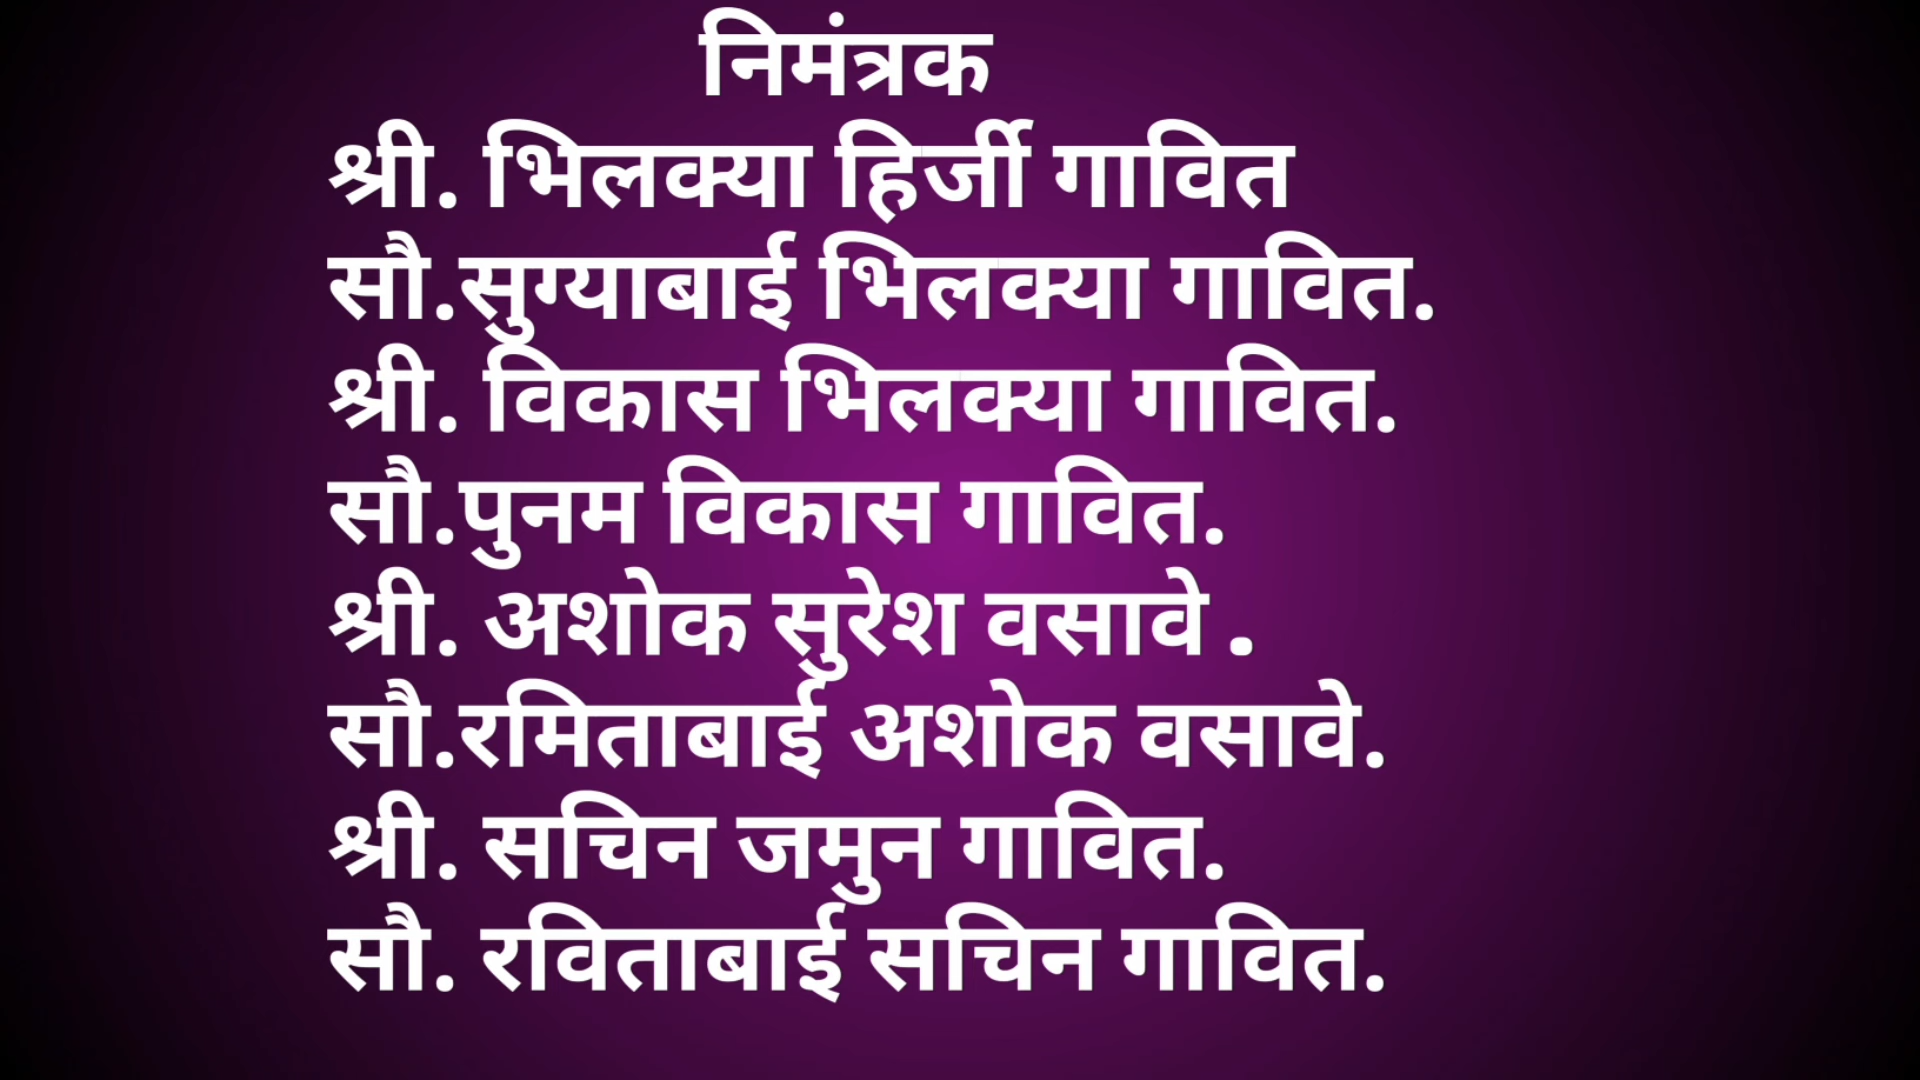 निमंत्रक
श्री. भिलक्या हिर्जी गावित
सौ.सुग्याबाई भिलक्या गावित.
श्री. विकास भिलक्या गावित.
सौ.पुनम विकास गावित.
श्री. अशोक सुरेश वसावे .
सौ.रमिताबाई अशोक वसावे.
श्री. सचिन जमुन गावित.
सौ. रविताबाई सचिन गावित.